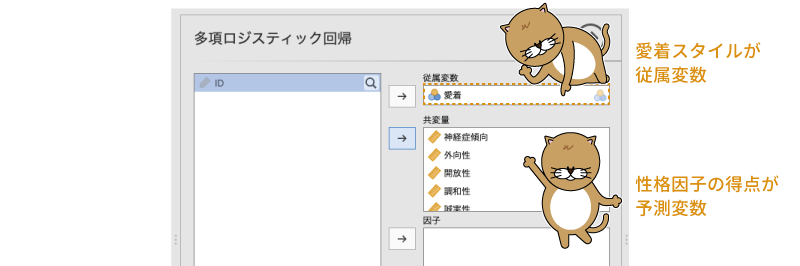 多項ロジスティック回帰
ID
従属変数
愛着
共変量
神経症傾向
外向性
開放性
調和性
誠実性
因子
愛着スタイルが
従属変数
性格因子の得点が
予測変数